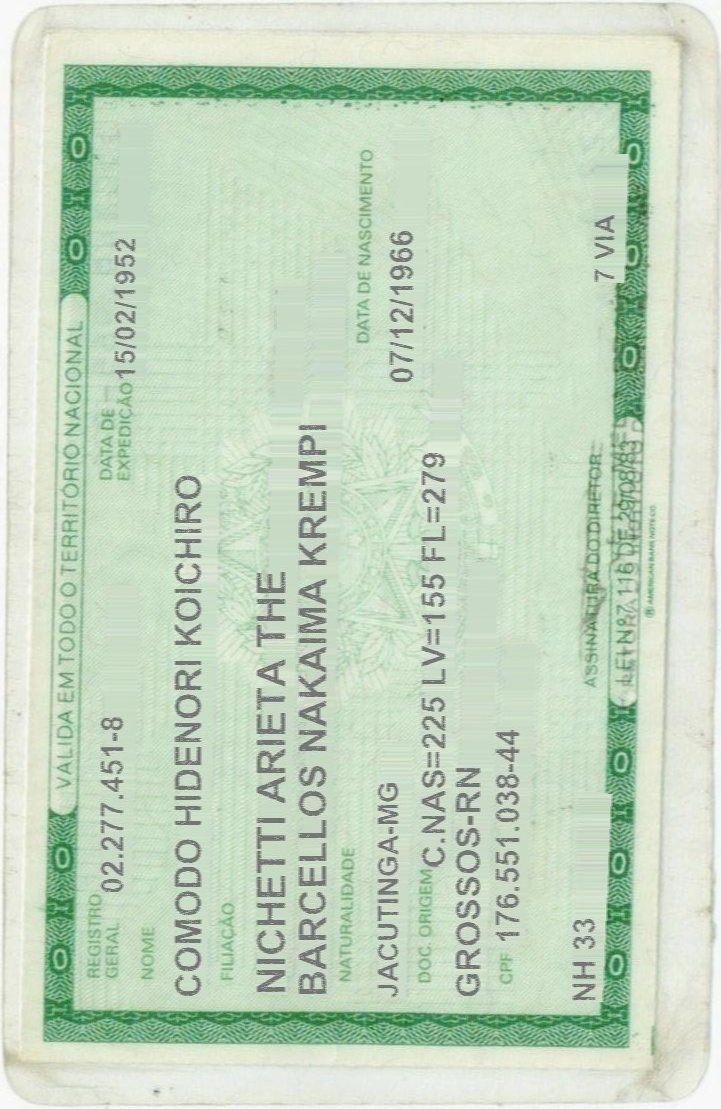 VALIDA EM TODO O TERRITÓRIO NACIONAL
REGISTRO GERAL 02.277.451-8 DATA DE EXPEDIÇÃO 15/02/1952
NOME
COMODO HIDENORI KOICHIRO
FILIAÇÃO
NICHETTI ARIETA THE
BARCELLOS NAKAIMA KREMPI
NATURALIDADE DATA DE NASCIMENTO
JACUTINGA-MG 07/12/1966
DOC. ORIGEM C.NAS=225 LV=155 FL=279
GROSSOS-RN
CPF 176.551.038-44
NH 33 7 VIA
ASSINATURA DO DIRETOR
LEI Nº 7.116 DE 29/08/83
AMERICAN BANK NOTE CO